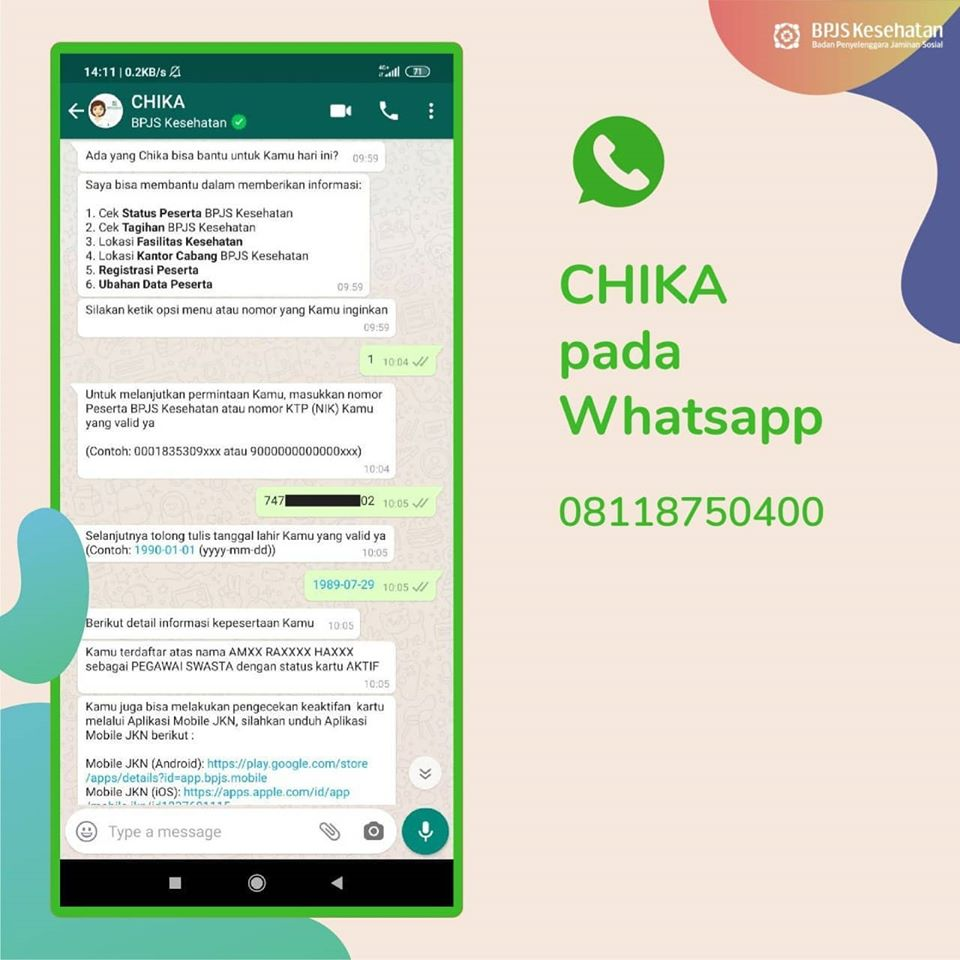 BPJS Kesehatan
Badan Penyelenggara Jaminan Sosial
14:11 | 0.2KB/s
4G+
71
CHIKA
BPJS Kesehatan
Ada yang Chika bisa bantu untuk Kamu hari ini? 09:59
Saya bisa membantu dalam memberikan informasi:
1. Cek Status Peserta BPJS Kesehatan
2. Cek Tagihan BPJS Kesehatan
3. Lokasi Fasilitas Kesehatan
4. Lokasi Kantor Cabang BPJS Kesehatan
5. Registrasi Peserta
6. Ubahan Data Peserta 09:59
Silakan ketik opsi menu atau nomor yang Kamu inginkan
09:59
1 10:04
Untuk melanjutkan permintaan Kamu, masukkan nomor
Peserta BPJS Kesehatan atau nomor KTP (NIK) Kamu
yang valid ya
(Contoh: 0001835309xxx atau 9000000000000xxx)
10:04
747 02 10:05
Selanjutnya tolong tulis tanggal lahir Kamu yang valid ya
(Contoh: 1990-01-01 (yyyy-mm-dd)) 10:05
1989-07-29 10:05
Berikut detail informasi kepesertaan Kamu 10:05
Kamu terdaftar atas nama AMXX RAXXXX HAXXX
sebagai PEGAWAI SWASTA dengan status kartu AKTIF
10:05
Kamu juga bisa melakukan pengecekan keaktifan kartu
melalui Aplikasi Mobile JKN, silahkan unduh Aplikasi
Mobile JKN berikut :
Mobile JKN (Android): https://play.google.com/store
/apps/details?id=app.bpjs.mobile
Mobile JKN (iOS): https://apps.apple.com/id/app
Type a message
CHIKA
pada
Whatsapp
08118750400